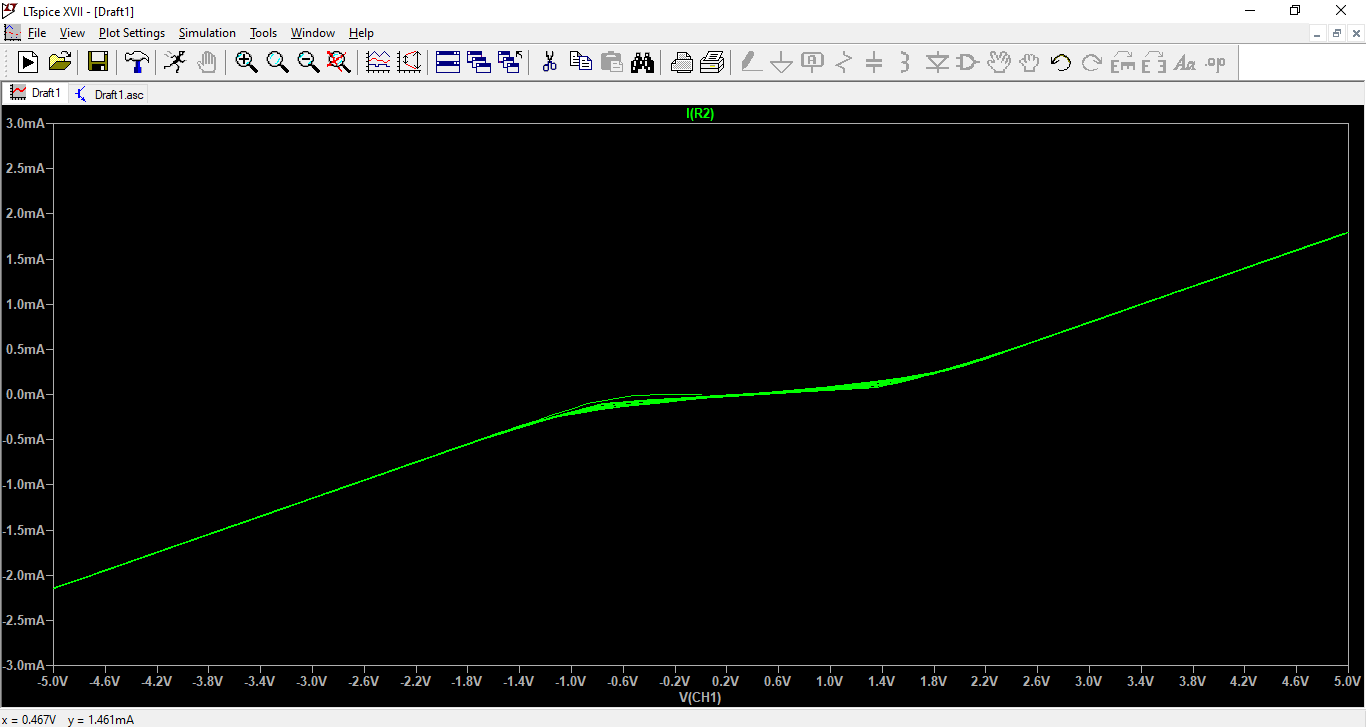 LTspice XVII - [Draft1]
File View Plot Settings Simulation Tools Window Help
Draft1 Draft1.asc
I(R2)
3.0mA
2.5mA
2.0mA
1.5mA
1.0mA
0.5mA
0.0mA
-0.5mA
-1.0mA
-1.5mA
-2.0mA
-2.5mA
-3.0mA
-5.0V -4.6V -4.2V -3.8V -3.4V -3.0V -2.6V -2.2V -1.8V -1.4V -1.0V -0.6V -0.2V 0.2V 0.6V 1.0V 1.4V 1.8V 2.2V 2.6V 3.0V 3.4V 3.8V 4.2V 4.6V 5.0V
V(CH1)
x = 0.467V y = 1.461mA